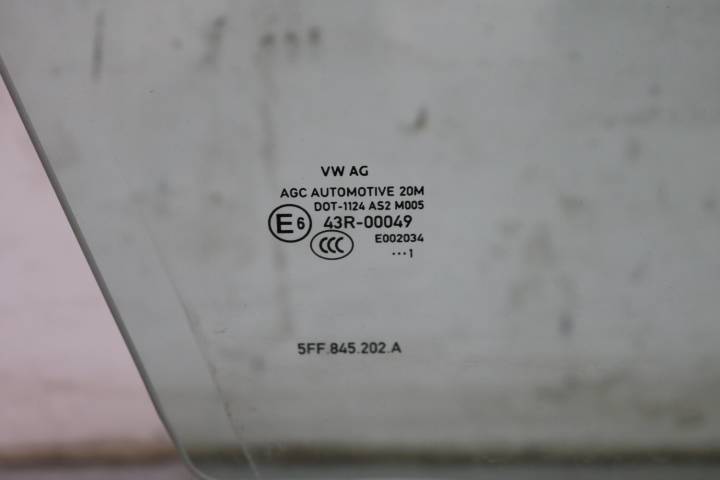 VW AG
AGC AUTOMOTIVE 20M
DOT-1124 AS2 M005
E6 43R-00049
CCC E002034
···1
5FF.845.202.A